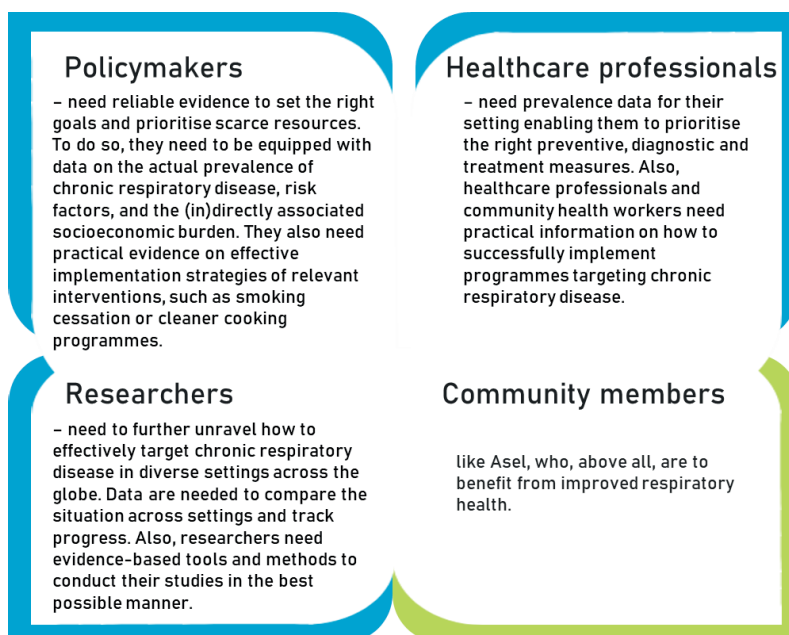 Policymakers
– need reliable evidence to set the right
goals and prioritise scarce resources.
To do so, they need to be equipped with
data on the actual prevalence of
chronic respiratory disease, risk
factors, and the (in)directly associated
socioeconomic burden. They also need
practical evidence on effective
implementation strategies of relevant
interventions, such as smoking
cessation or cleaner cooking
programmes.
Healthcare professionals
– need prevalence data for their
setting enabling them to prioritise
the right preventive, diagnostic and
treatment measures. Also,
healthcare professionals and
community health workers need
practical information on how to
successfully implement
programmes targeting chronic
respiratory disease.
Researchers
– need to further unravel how to
effectively target chronic respiratory
disease in diverse settings across the
globe. Data are needed to compare the
situation across settings and track
progress. Also, researchers need
evidence-based tools and methods to
conduct their studies in the best
possible manner.
Community members
like Asel, who, above all, are to
benefit from improved respiratory
health.